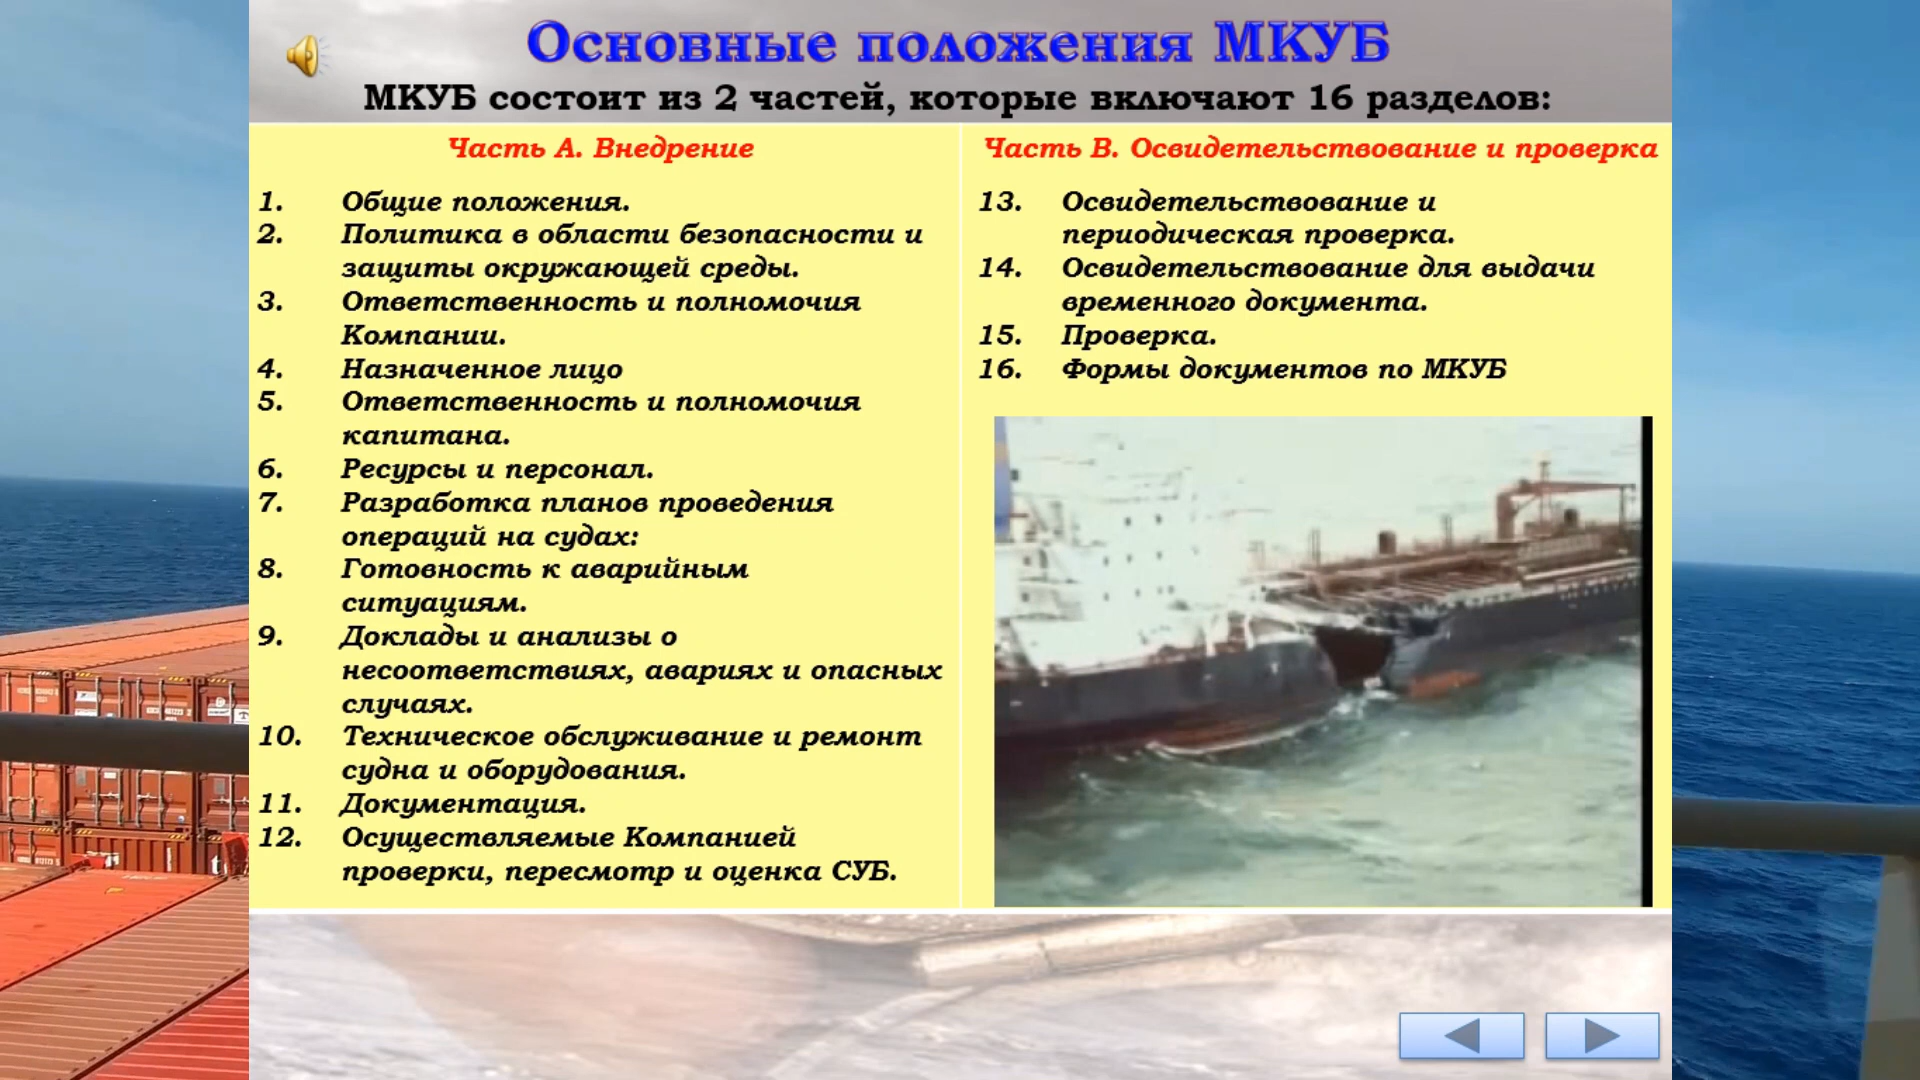 Основные положения МКУБ
МКУБ состоит из 2 частей, которые включают 16 разделов:
Часть А. Внедрение
1. Общие положения.
2. Политика в области безопасности и
защиты окружающей среды.
3. Ответственность и полномочия
Компании.
4. Назначенное лицо
5. Ответственность и полномочия
капитана.
6. Ресурсы и персонал.
7. Разработка планов проведения
операций на судах:
8. Готовность к аварийным
ситуациям.
9. Доклады и анализы о
несоответствиях, авариях и опасных
случаях.
10. Техническое обслуживание и ремонт
судна и оборудования.
11. Документация.
12. Осуществляемые Компанией
проверки, пересмотр и оценка СУБ.
Часть В. Освидетельствование и проверка
13. Освидетельствование и
периодическая проверка.
14. Освидетельствование для выдачи
временного документа.
15. Проверка.
16. Формы документов по МКУБ